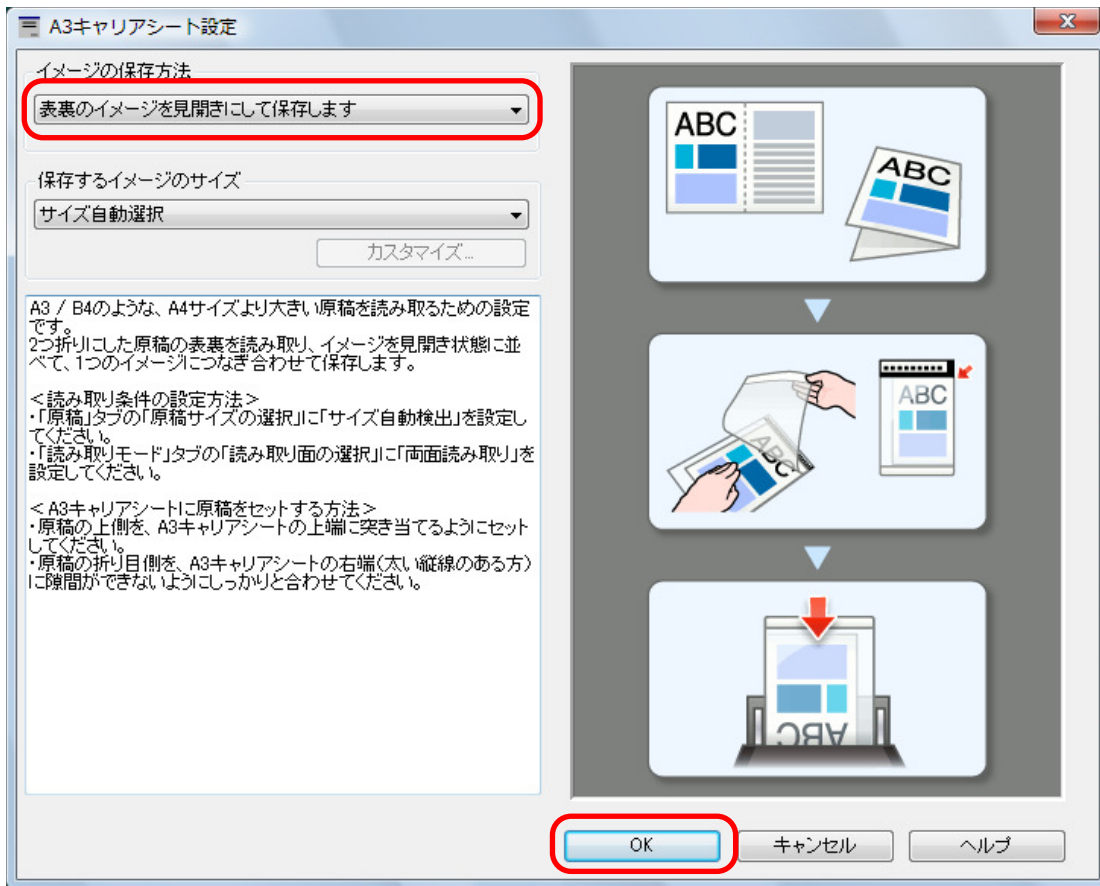 A3キャリアシート設定
イメージの保存方法
表裏のイメージを見開きにして保存します
保存するイメージのサイズ
サイズ自動選択
カスタマイズ...
A3 / B4のような、A4サイズより大きい原稿を読み取るための設定
です。
2つ折りにした原稿の表裏を読み取り、イメージを見開き状態に並
べて、1つのイメージにつなぎ合わせて保存します。
<読み取り条件の設定方法>
・「原稿」タブの「原稿サイズの選択」に「サイズ自動検出」を設定し
てください。
・「読み取りモード」タブの「読み取り面の選択」に「両面読み取り」を
設定してください。
<A3キャリアシートに原稿をセットする方法>
・原稿の上側を、A3キャリアシートの上端に突き当てるようにセット
してください。
・原稿の折り目側を、A3キャリアシートの右端(太い縦線のある方)
に隙間ができないようにしっかりと合わせてください。
ABC
ABC
ABC
ABC
ABC
OK
キャンセル
ヘルプ